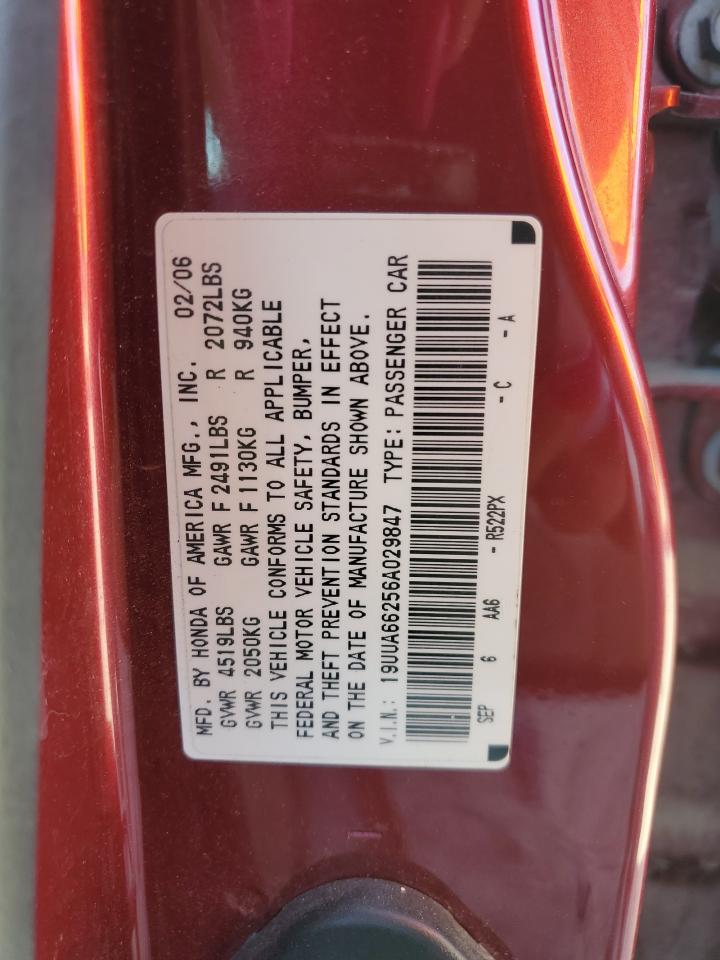 MFD. BY HONDA OF AMERICA MFG., INC. 02/06
GVWR 4519LBS GAWR F 2491LBS R 2072LBS
GVWR 2050KG GAWR F 1130KG R 940KG
THIS VEHICLE CONFORMS TO ALL APPLICABLE
FEDERAL MOTOR VEHICLE SAFETY, BUMPER,
AND THEFT PREVENTION STANDARDS IN EFFECT
ON THE DATE OF MANUFACTURE SHOWN ABOVE.
V.I.N.: 19UUA66256A029847 TYPE: PASSENGER CAR
SEP 6 AA6 - R522PX - C - A